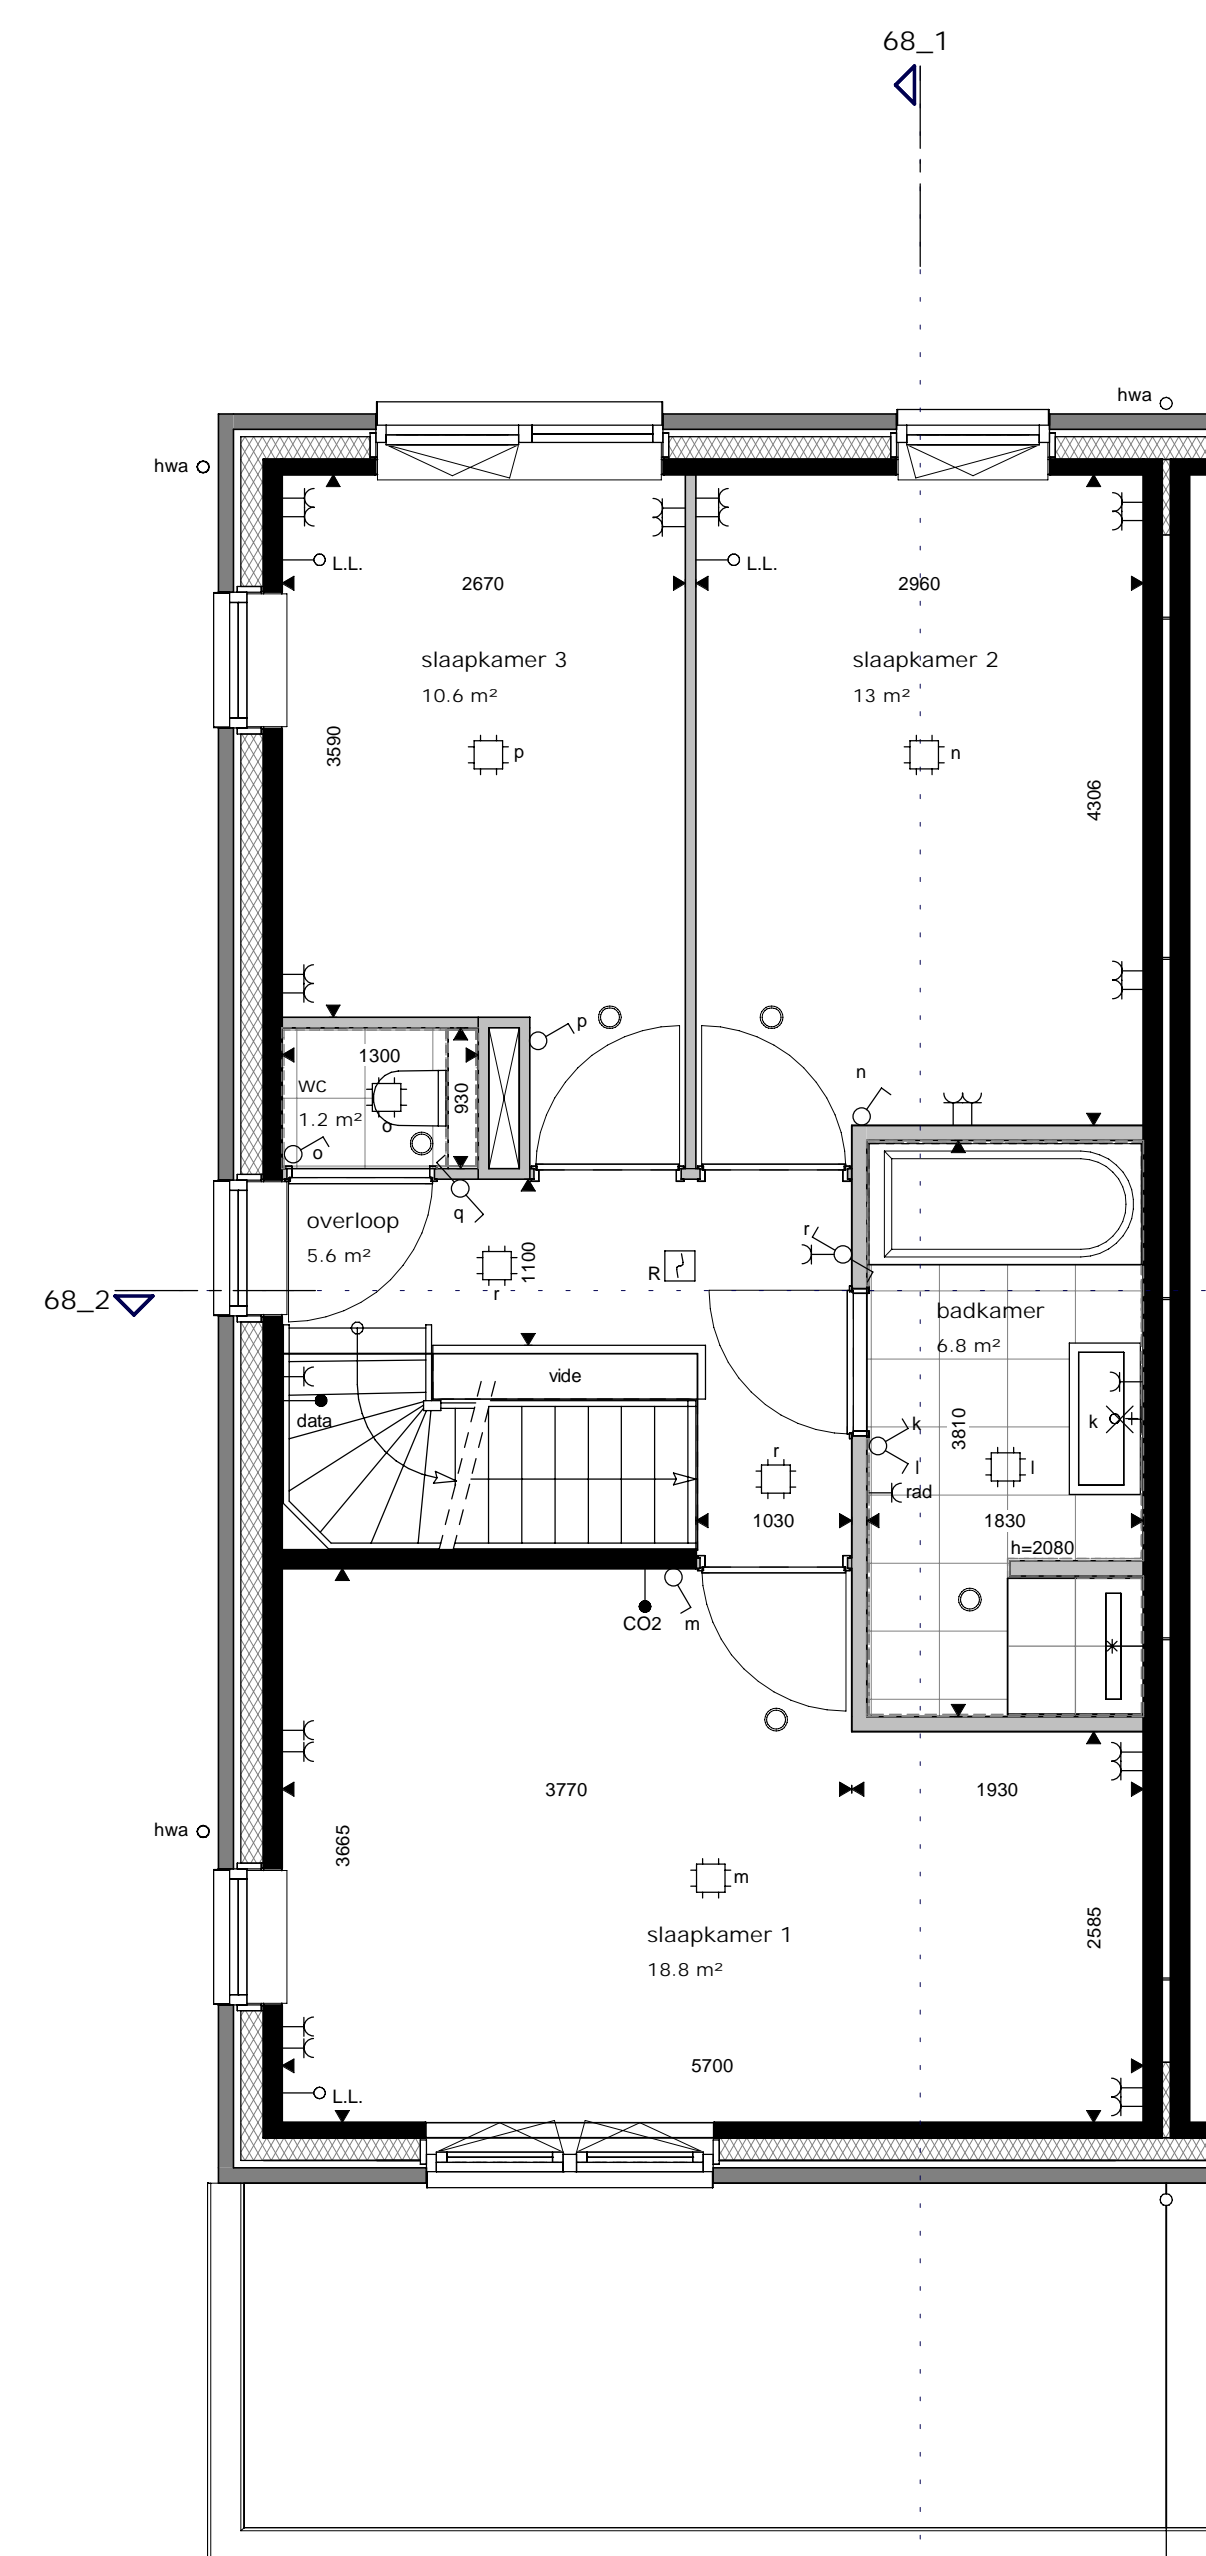 68_1
hwa
hwa
L.L.
L.L.
2670
2960
slaapkamer 3
10.6 m²
slaapkamer 2
13 m²
3590
p
n
4306
p
1300
n
WC
1.2 m²
930
o
o
q
overloop
5.6 m²
1100
r
r
R
68_2
badkamer
6.8 m²
vide
data
k
k
3810
l
r
l
rad
1030
1830
h=2080
CO2
m
3770
1930
3665
m
2585
hwa
slaapkamer 1
18.8 m²
5700
L.L.